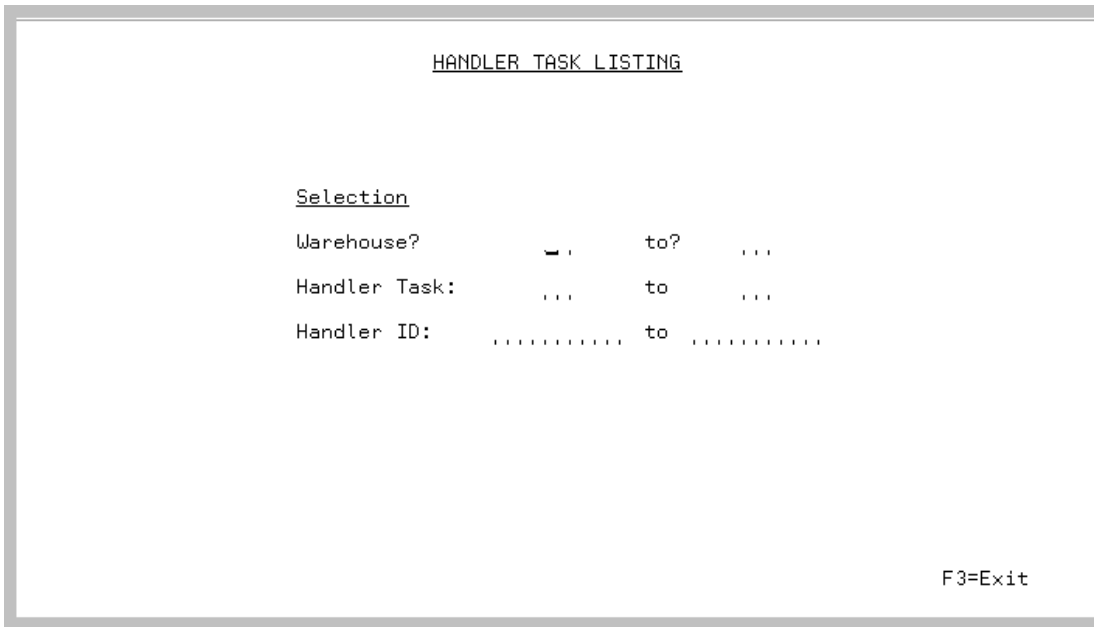 HANDLER TASK LISTING
Selection
Warehouse? to?
Handler Task: to
Handler ID: to
F3=Exit